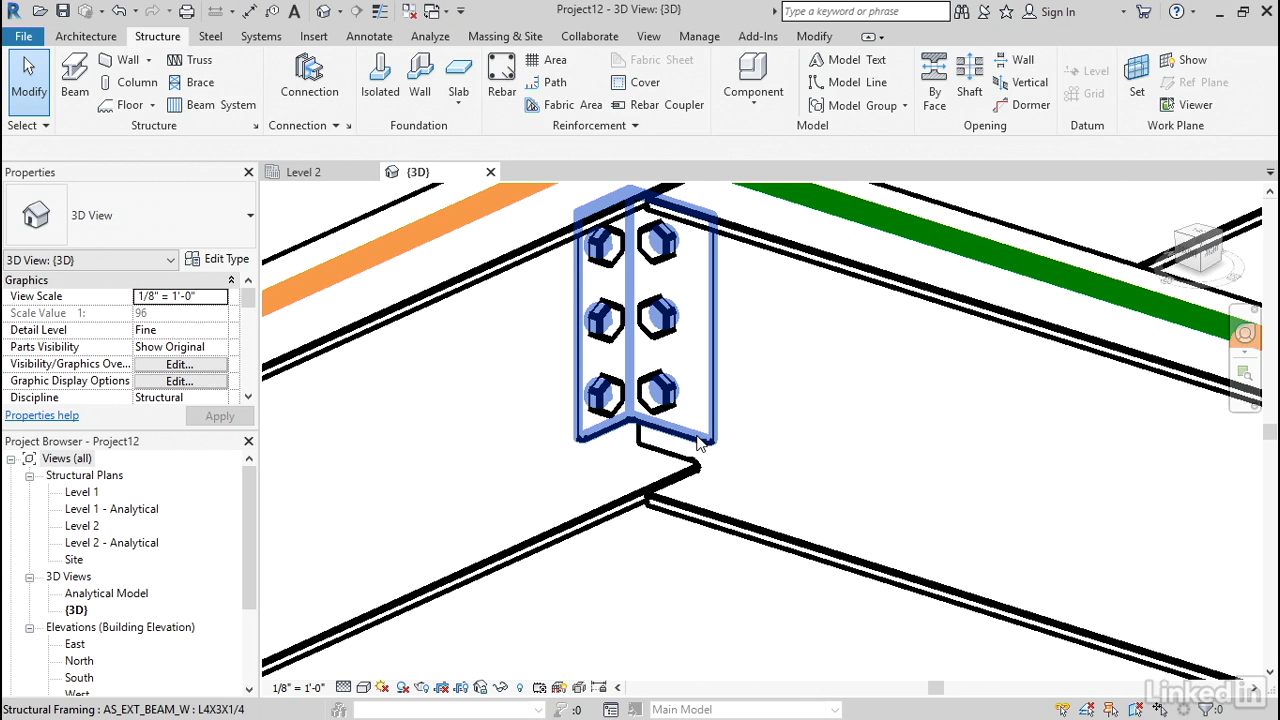 Project12 - 3D View: {3D}
Type a keyword or phrase
Sign In
File Architecture Structure Steel Systems Insert Annotate Analyze Massing & Site Collaborate View Manage Add-Ins Modify
Modify
Select
Beam
Wall
Column
Floor
Truss
Brace
Beam System
Structure
Connection
Connection
Isolated
Wall
Slab
Foundation
Rebar
Area
Path
Fabric Area
Fabric Sheet
Cover
Rebar Coupler
Reinforcement
Component
Model Text
Model Line
Model Group
Model
By Face
Shaft
Wall
Vertical
Dormer
Opening
Level
Grid
Datum
Set
Show
Ref Plane
Viewer
Work Plane
Properties
3D View
3D View: {3D}
Edit Type
Graphics
View Scale 1/8" = 1'-0"
Scale Value 1: 96
Detail Level Fine
Parts Visibility Show Original
Visibility/Graphics Ove... Edit...
Graphic Display Options Edit...
Discipline Structural
Properties help
Apply
Project Browser - Project12
Views (all)
Structural Plans
Level 1
Level 1 - Analytical
Level 2
Level 2 - Analytical
Site
3D Views
Analytical Model
{3D}
Elevations (Building Elevation)
East
North
South
West
Level 2
{3D}
1/8" = 1'-0"
Structural Framing : AS_EXT_BEAM_W : L4X3X1/4
:0
Main Model
:0
Linked in